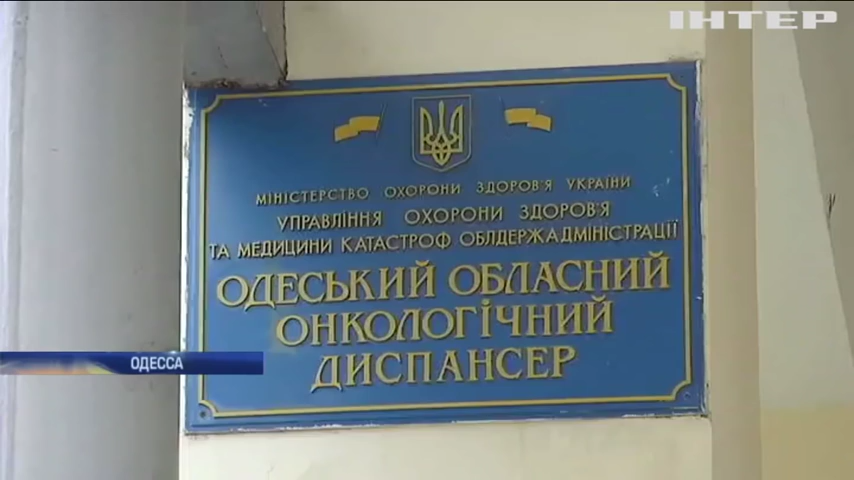 ІНТЕР
МІНІСТЕРСТВО ОХОРОНИ ЗДОРОВ'Я УКРАЇНИ
УПРАВЛІННЯ ОХОРОНИ ЗДОРОВ'Я
ТА МЕДИЦИНИ КАТАСТРОФ ОБЛДЕРЖАДМІНІСТРАЦІЇ
ОДЕСЬКИЙ ОБЛАСНИЙ
ОНКОЛОГІЧНИЙ
ДИСПАНСЕР
ОДЕССА